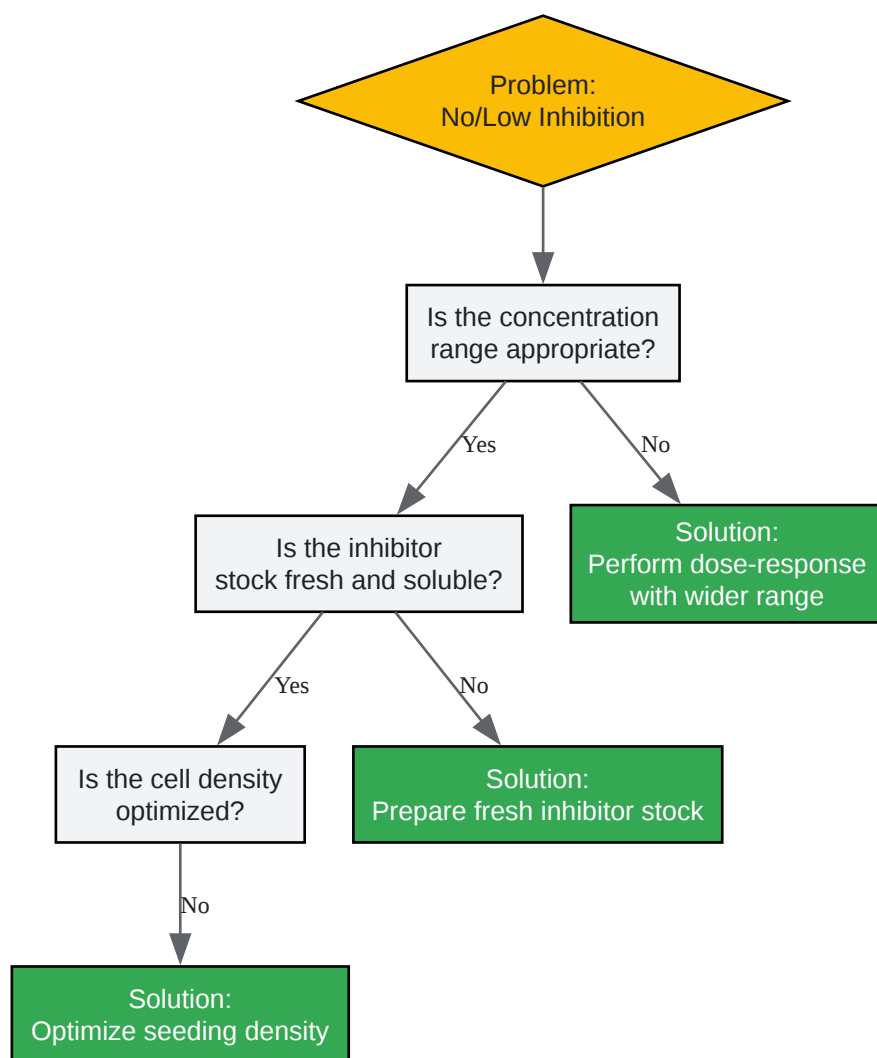 Problem:
No/Low Inhibition
Is the concentration
range appropriate?
Yes
No
Is the inhibitor
stock fresh and soluble?
Solution:
Perform dose-response
with wider range
Yes
No
Is the cell density
optimized?
Solution:
Prepare fresh inhibitor stock
No
Solution:
Optimize seeding density